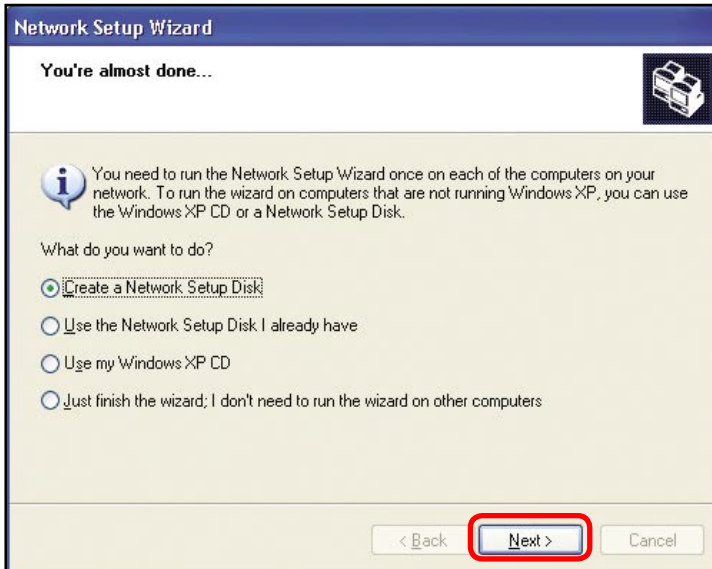 Network Setup Wizard
You're almost done...
You need to run the Network Setup Wizard once on each of the computers on your
network. To run the wizard on computers that are not running Windows XP, you can use
the Windows XP CD or a Network Setup Disk.
What do you want to do?
Create a Network Setup Disk
Use the Network Setup Disk I already have
Use my Windows XP CD
Just finish the wizard; I don't need to run the wizard on other computers
< Back Next > Cancel